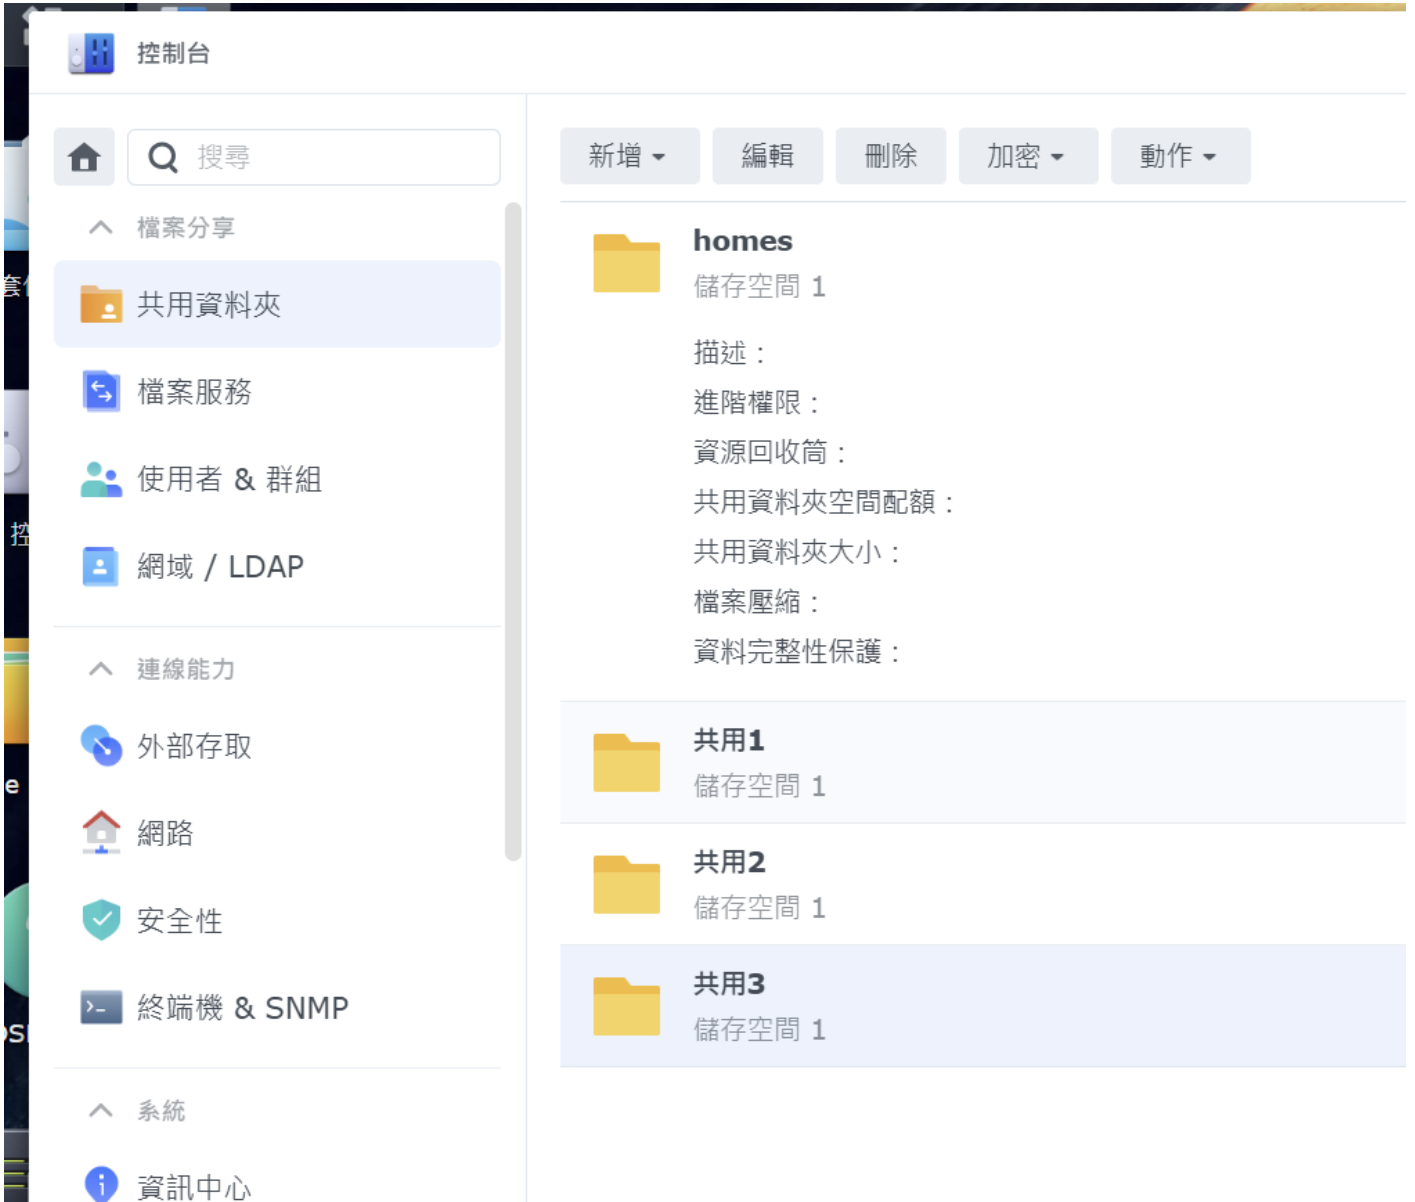 控制台
搜尋
檔案分享
共用資料夾
檔案服務
使用者 & 群組
網域 / LDAP
連線能力
外部存取
網路
安全性
終端機 & SNMP
系統
資訊中心
新增 編輯 刪除 加密 動作
homes
儲存空間 1
描述：
進階權限：
資源回收筒：
共用資料夾空間配額：
共用資料夾大小：
檔案壓縮：
資料完整性保護：
共用1
儲存空間 1
共用2
儲存空間 1
共用3
儲存空間 1
套
控
e